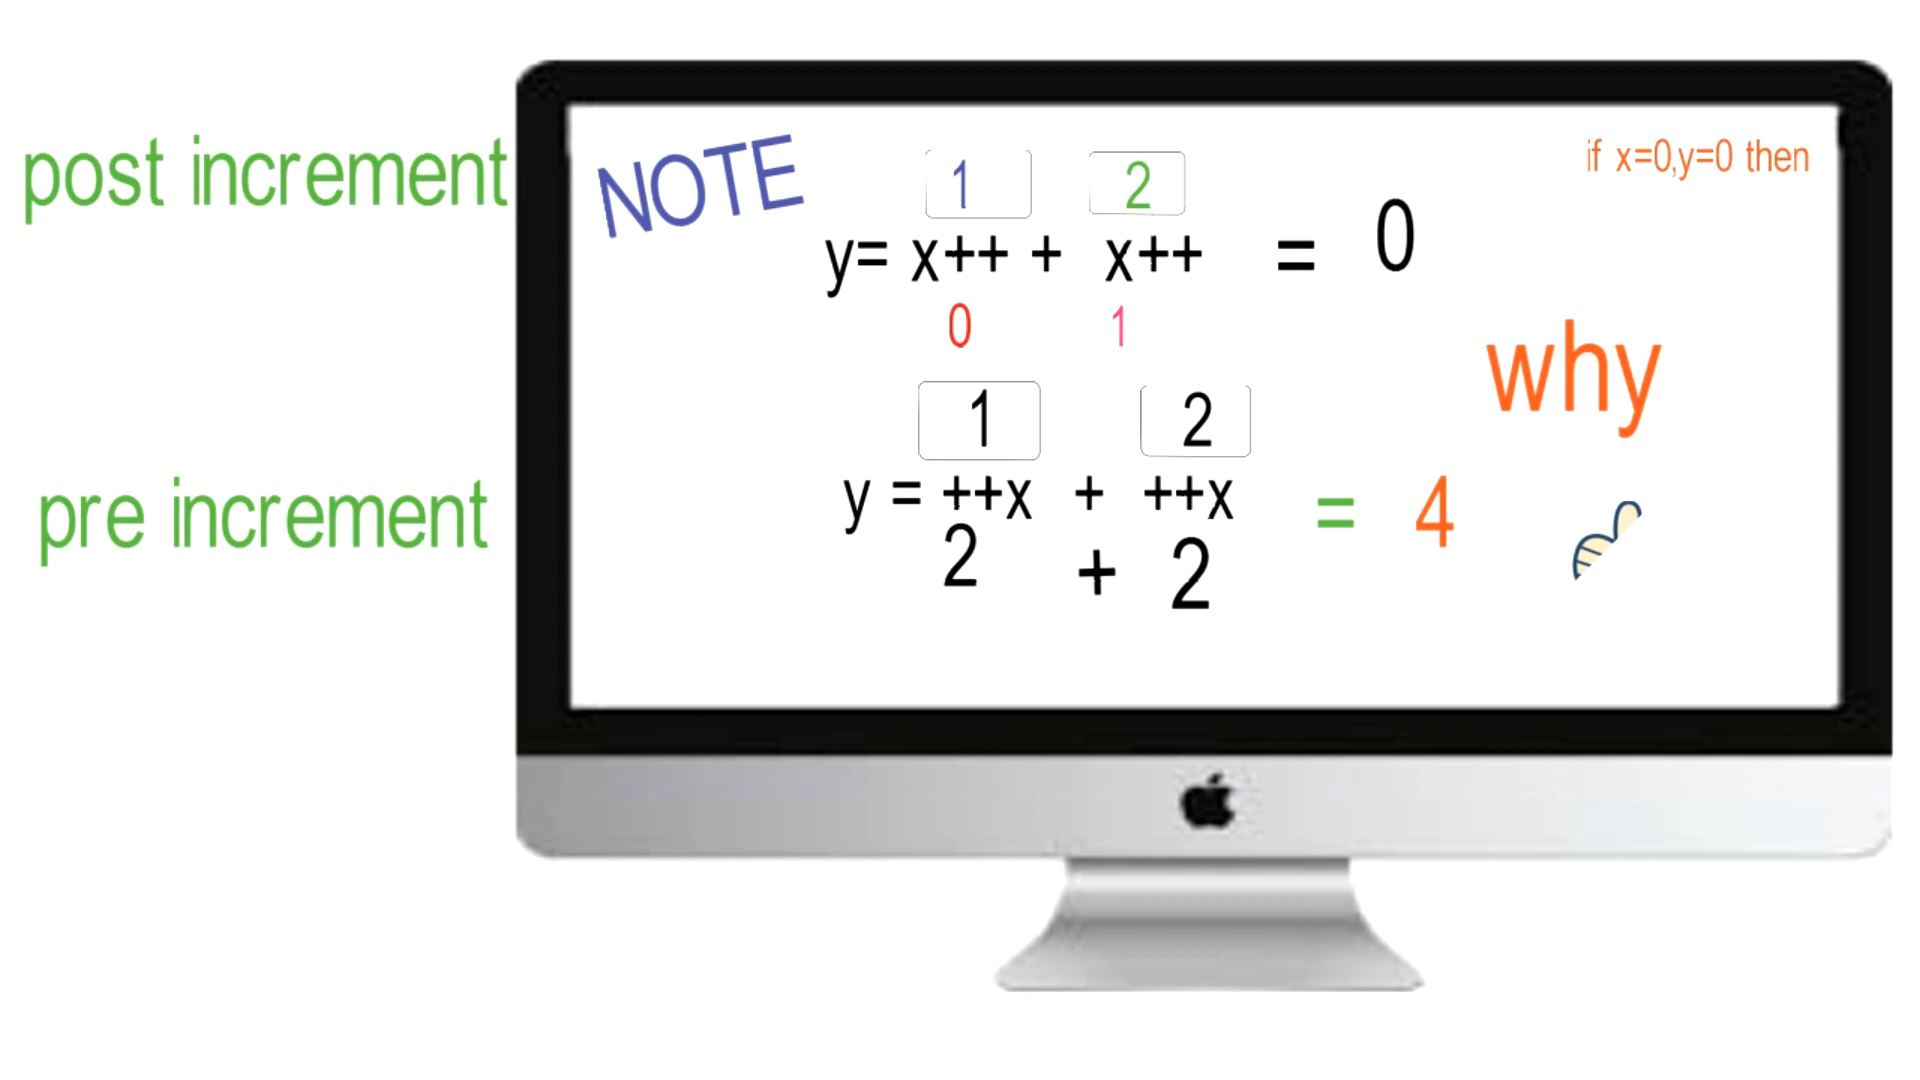 post increment
NOTE
if x=0,y=0 then
1 2
y= x++ + x++ = 0
0 1
why
1 2
pre increment
y = ++x + ++x = 4
2 + 2